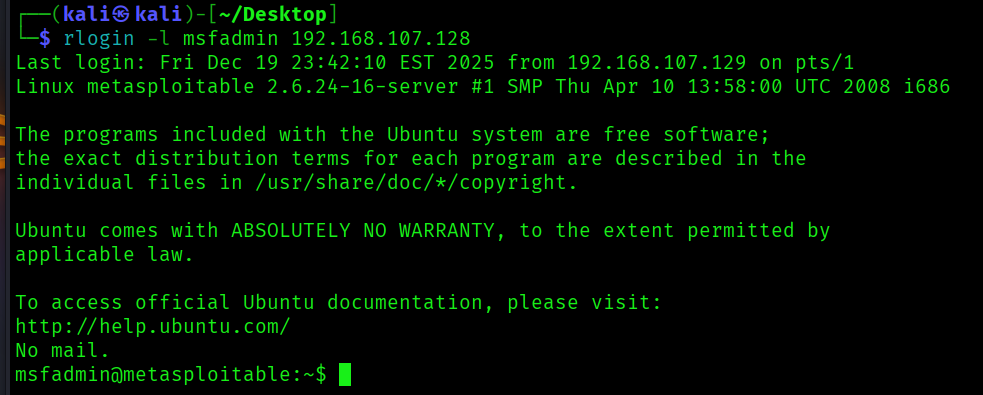 ┌──(kali㉿kali)-[~/Desktop]
└─$ rlogin -l msfadmin 192.168.107.128
Last login: Fri Dec 19 23:42:10 EST 2025 from 192.168.107.129 on pts/1
Linux metasploitable 2.6.24-16-server #1 SMP Thu Apr 10 13:58:00 UTC 2008 i686
The programs included with the Ubuntu system are free software;
the exact distribution terms for each program are described in the
individual files in /usr/share/doc/*/copyright.
Ubuntu comes with ABSOLUTELY NO WARRANTY, to the extent permitted by
applicable law.
To access official Ubuntu documentation, please visit:
http://help.ubuntu.com/
No mail.
msfadmin@metasploitable:~$